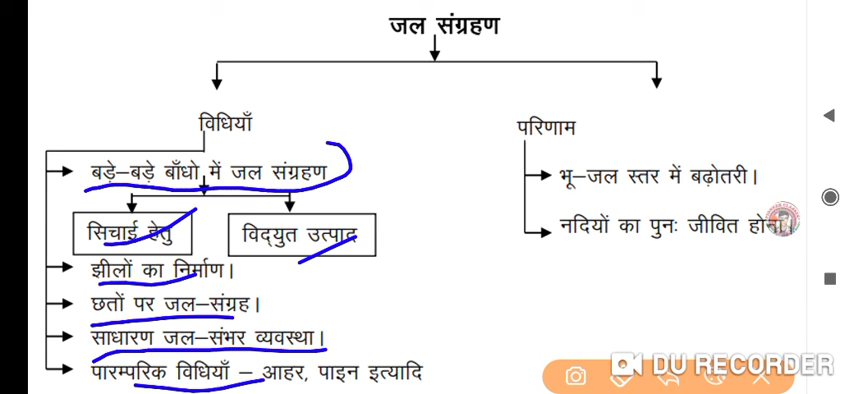 जल संग्रहण
विधियाँ
बड़े–बड़े बाँधो में जल संग्रहण
सिचाई हेतु
विद्युत उत्पाद
झीलों का निर्माण।
छतों पर जल–संग्रह।
साधारण जल–संभर व्यवस्था।
पारम्परिक विधियाँ – आहर, पाइन इत्यादि
परिणाम
भू–जल स्तर में बढ़ोतरी।
नदियों का पुनः जीवित होना।
DU RECORDER